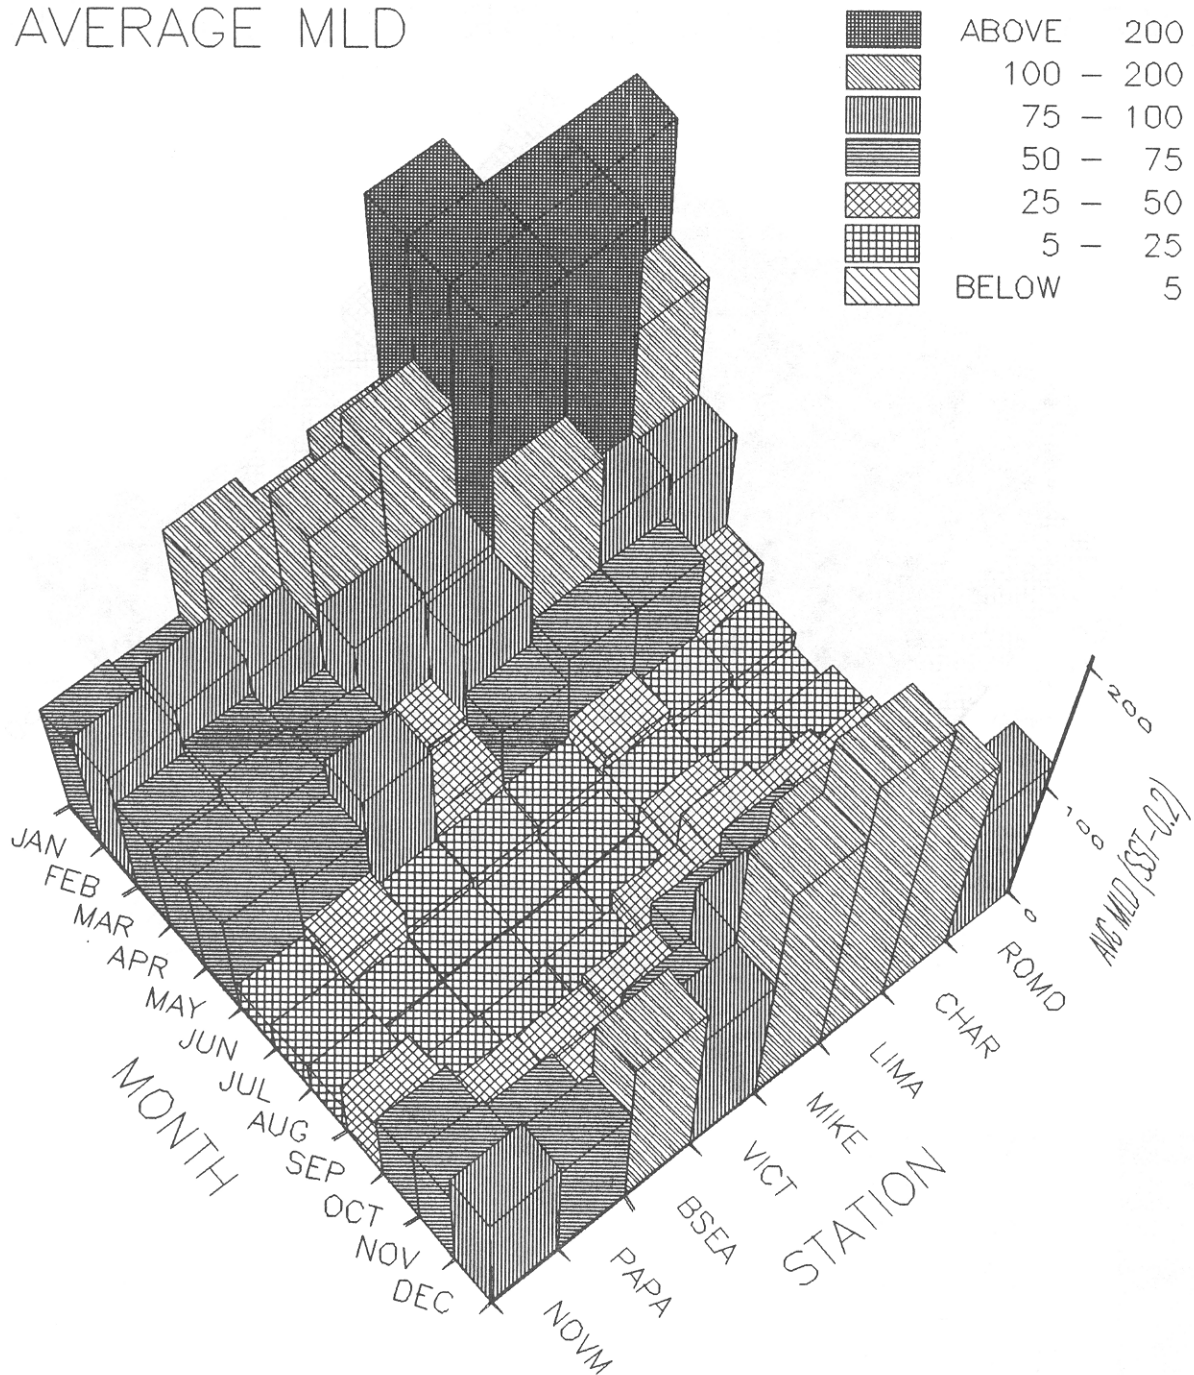 AVERAGE MLD
ABOVE 200
100 - 200
75 - 100
50 - 75
25 - 50
5 - 25
BELOW 5
200
100
0
AVG MLD (SST-0.2)
JAN
FEB
MAR
APR
MAY
JUN
JUL
AUG
SEP
OCT
NOV
DEC
MONTH
ROMO
CHAR
LIMA
MIKE
VICT
BSEA
PAPA
NOVM
STATION